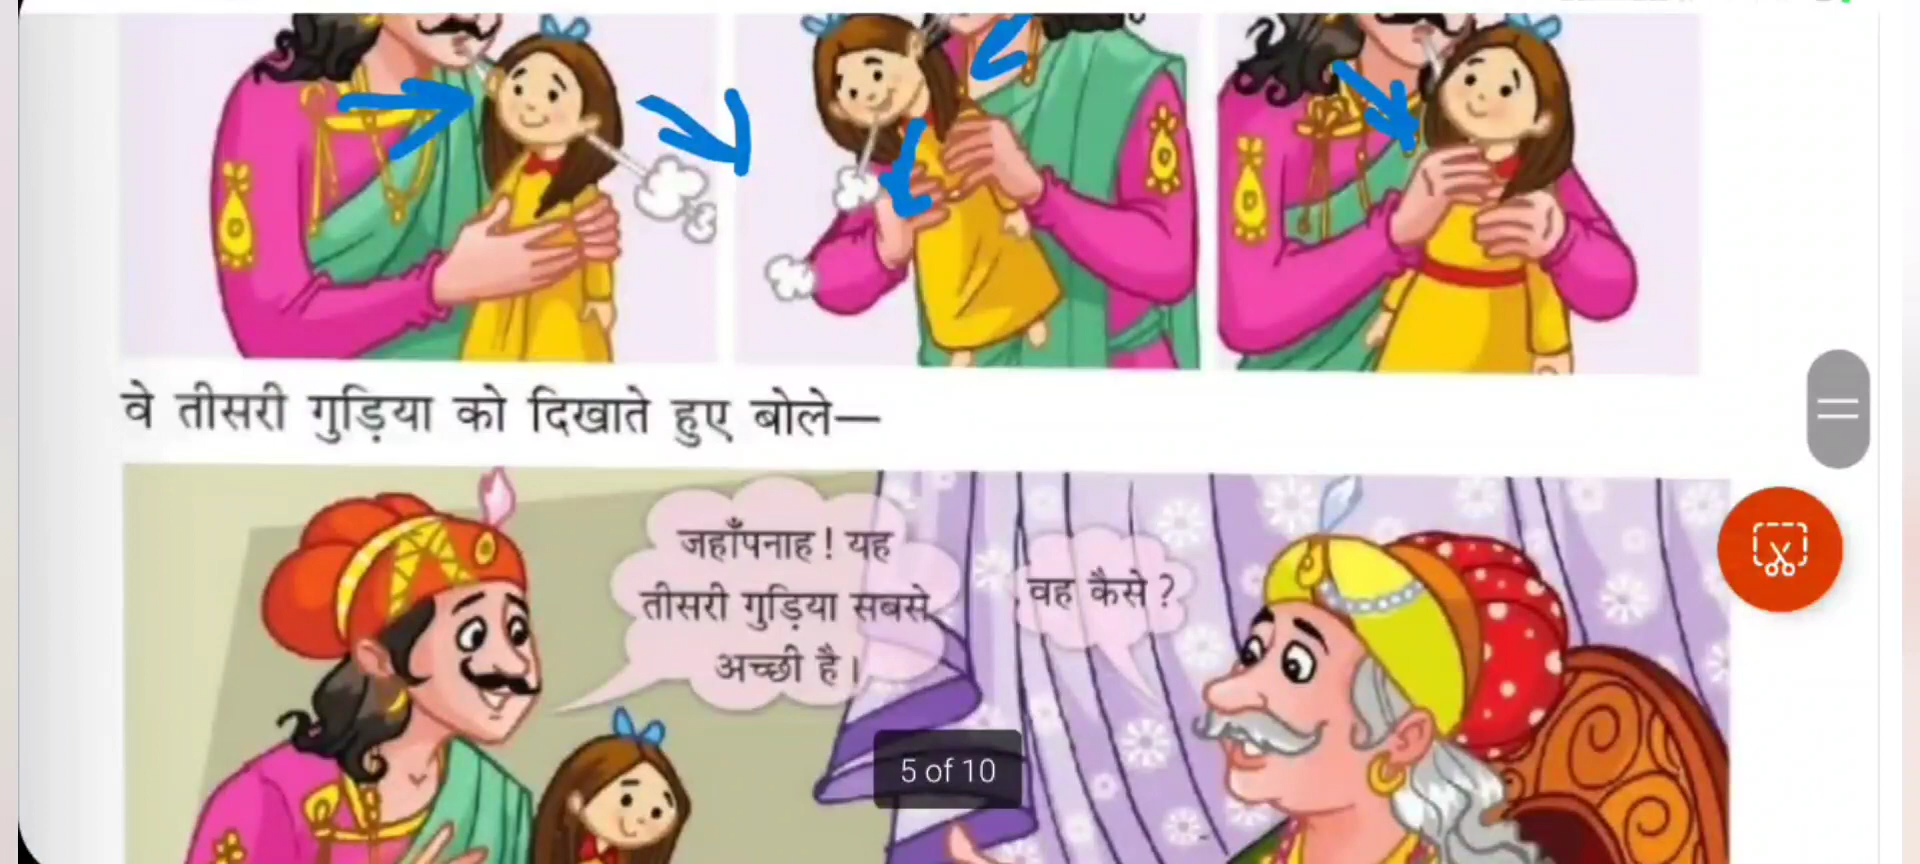 वे तीसरी गुड़िया को दिखाते हुए बोले—
जहाँपनाह! यह
तीसरी गुड़िया सबसे
अच्छी है।
वह कैसे?
5 of 10